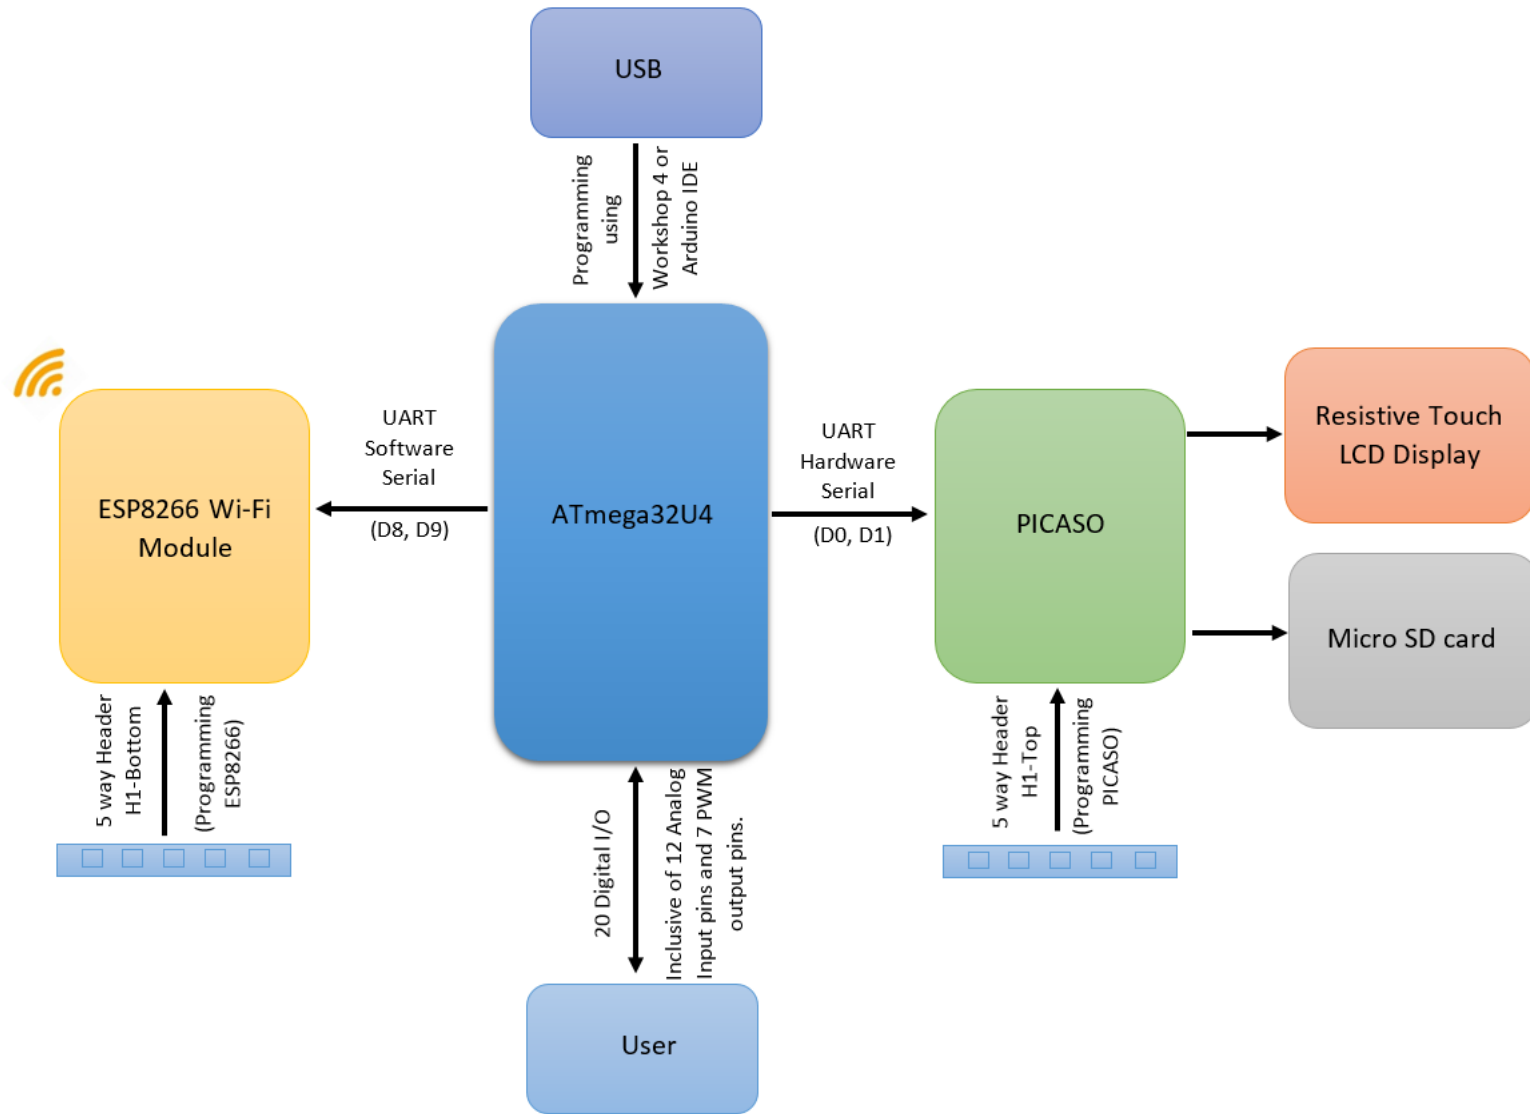 USB
Programming
using
Workshop 4 or
Arduino IDE
UART
Software
Serial
(D8, D9)
ESP8266 Wi-Fi
Module
ATmega32U4
UART
Hardware
Serial
(D0, D1)
PICASO
Resistive Touch
LCD Display
Micro SD card
5 way Header
H1-Bottom
(Programming
ESP8266)
20 Digital I/O
Inclusive of 12 Analog
Input pins and 7 PWM
output pins.
5 way Header
H1-Top
(Programming
PICASO)
User